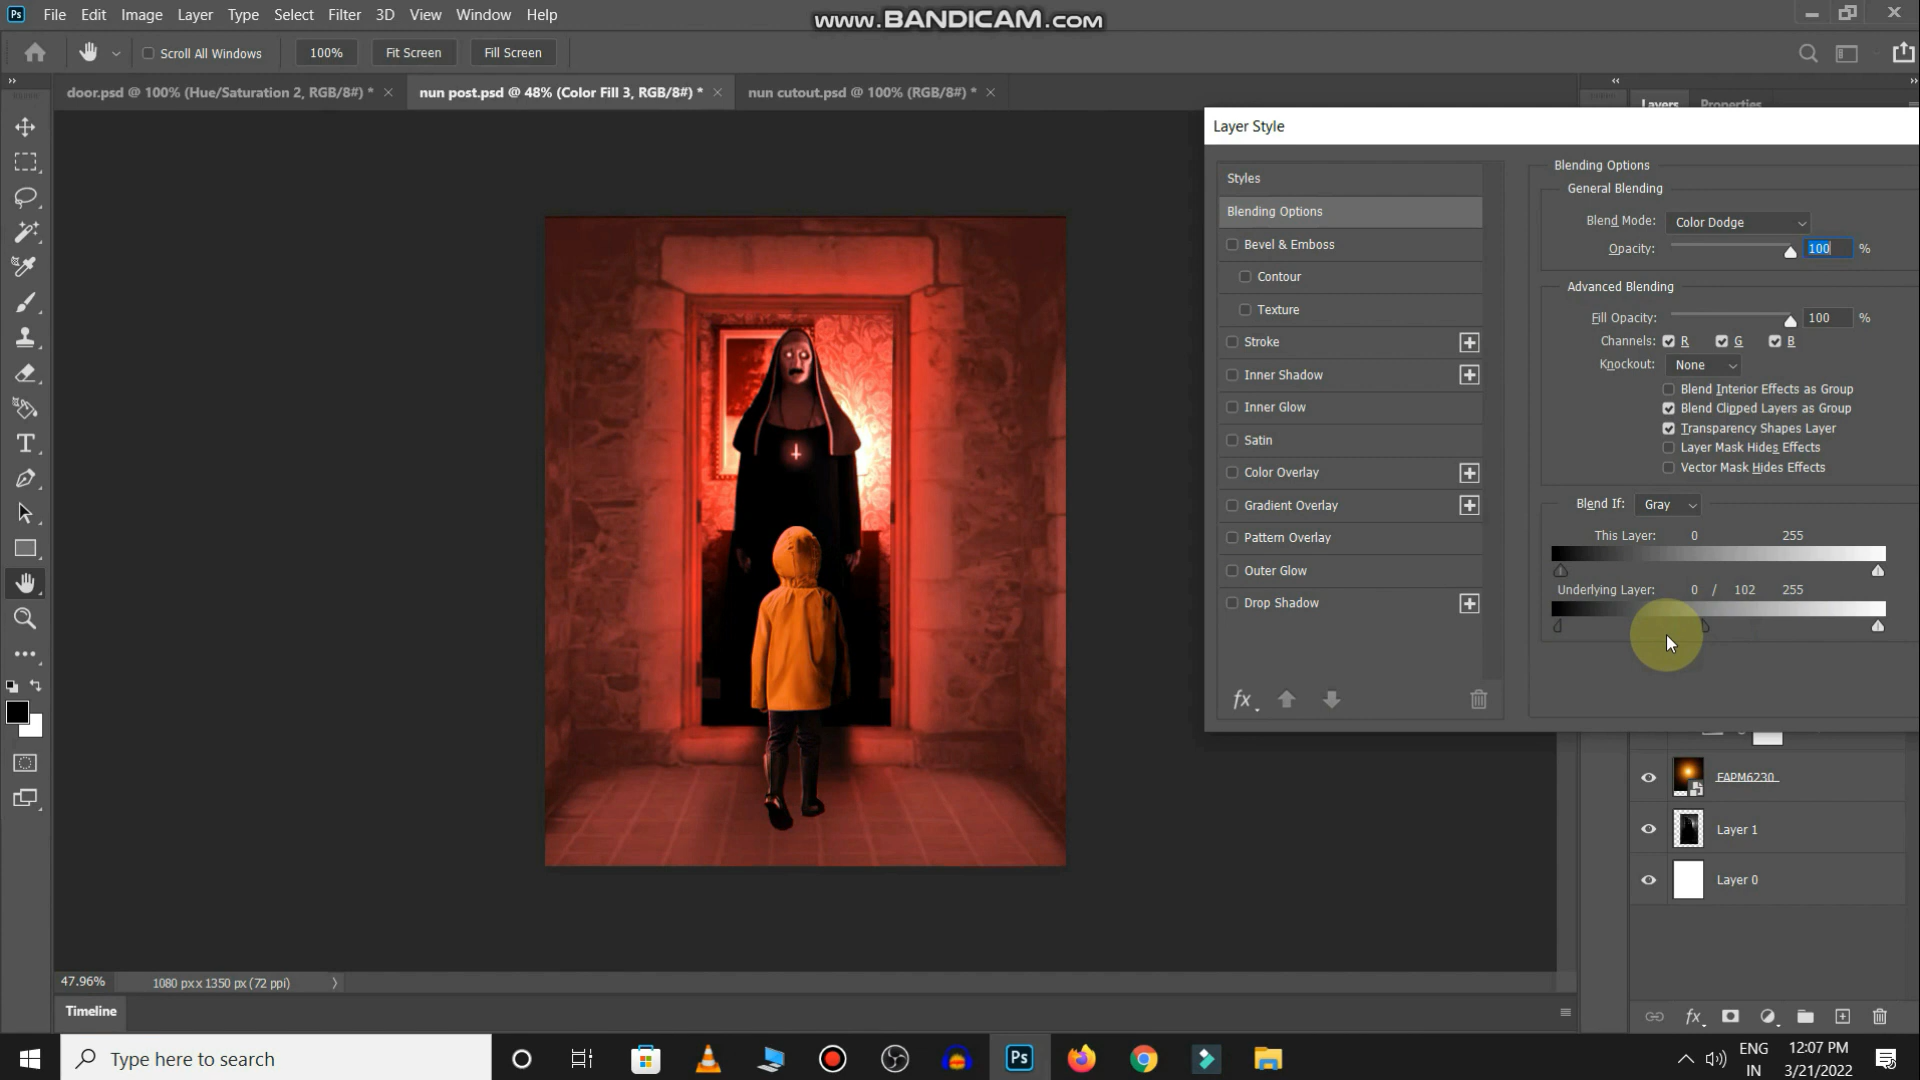 www.BANDICAM.com
Ps File Edit Image Layer Type Select Filter 3D View Window Help
Scroll All Windows 100% Fit Screen Fill Screen
door.psd @ 100% (Hue/Saturation 2, RGB/8#) *
nun post.psd @ 48% (Color Fill 3, RGB/8#) *
nun cutout.psd @ 100% (RGB/8#) *
Layers Properties
Layer Style
Styles
Blending Options
Bevel & Emboss
Contour
Texture
Stroke
Inner Shadow
Inner Glow
Satin
Color Overlay
Gradient Overlay
Pattern Overlay
Outer Glow
Drop Shadow
fx
Blending Options
General Blending
Blend Mode: Color Dodge
Opacity: 100 %
Advanced Blending
Fill Opacity: 100 %
Channels: R G B
Knockout: None
Blend Interior Effects as Group
Blend Clipped Layers as Group
Transparency Shapes Layer
Layer Mask Hides Effects
Vector Mask Hides Effects
Blend If: Gray
This Layer: 0 255
Underlying Layer: 0 / 102 255
FAPM6230
Layer 1
Layer 0
fx
47.96% 1080 px x 1350 px (72 ppi)
Timeline
Type here to search
Ps
ENG
IN
12:07 PM
3/21/2022